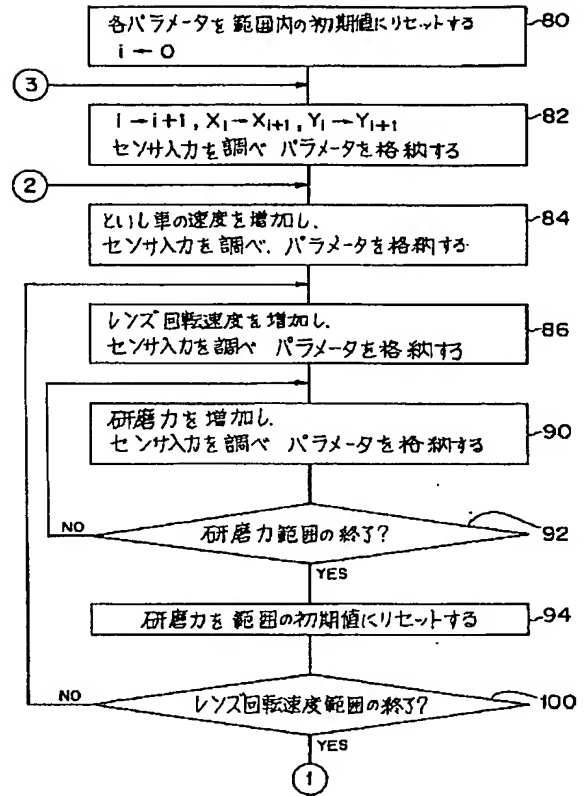 各パラメータを範囲内の初期値にリセットする
i ← 0
80
3
i → i+1, Xi → Xi+1, Yi → Yi+1
センサ入力を調べ パラメータを格納する
82
2
といし車の速度を増加し、
センサ入力を調べ、パラメータを格納する
84
レンズ回転速度を増加し、
センサ入力を調べ パラメータを格納する
86
研磨力を増加し、
センサ入力を調べ パラメータを格納する
90
NO
研磨力範囲の終了?
92
YES
研磨力を範囲の初期値にリセットする
94
NO
レンズ回転速度範囲の終了?
100
YES
1